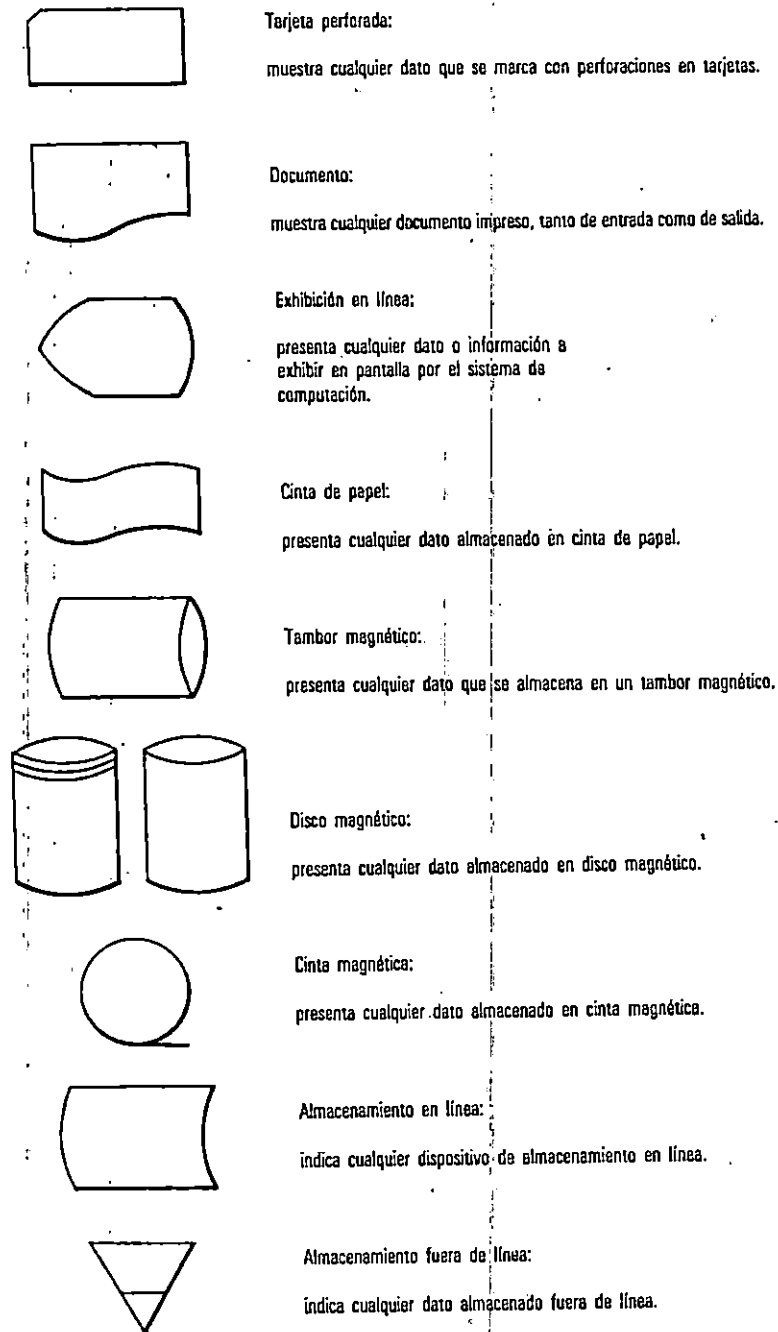 Tarjeta perforada:
muestra cualquier dato que se marca con perforaciones en tarjetas.
Documento:
muestra cualquier documento impreso, tanto de entrada como de salida.
Exhibición en línea:
presenta cualquier dato o información a
exhibir en pantalla por el sistema de
computación.
Cinta de papel:
presenta cualquier dato almacenado en cinta de papel.
Tambor magnético:
presenta cualquier dato que se almacena en un tambor magnético.
Disco magnético:
presenta cualquier dato almacenado en disco magnético.
Cinta magnética:
presenta cualquier dato almacenado en cinta magnética.
Almacenamiento en línea:
indica cualquier dispositivo de almacenamiento en línea.
Almacenamiento fuera de línea:
indica cualquier dato almacenado fuera de línea.